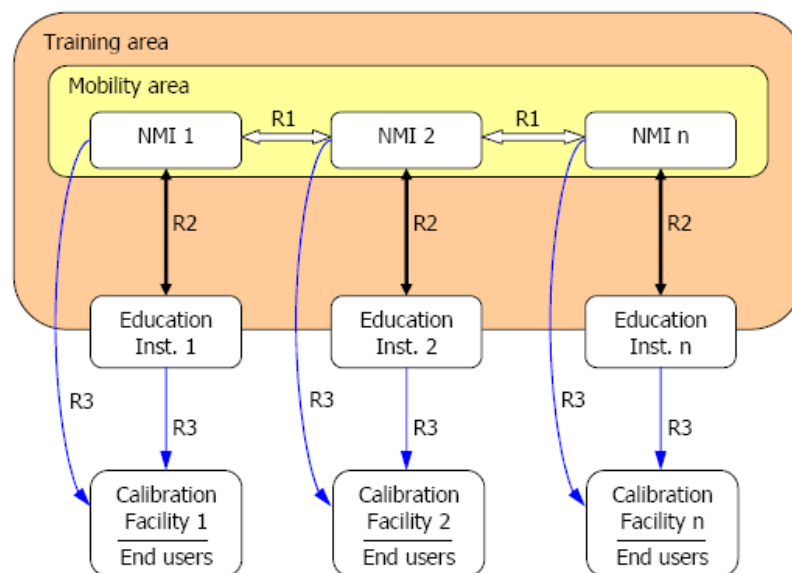 Training area
Mobility area
R1
R1
NMI 1
NMI 2
NMI n
R2
R2
R2
Education
Inst. 1
Education
Inst. 2
Education
Inst. n
R3
R3
R3
R3
R3
R3
Calibration
Facility 1
End users
Calibration
Facility 2
End users
Calibration
Facility n
End users